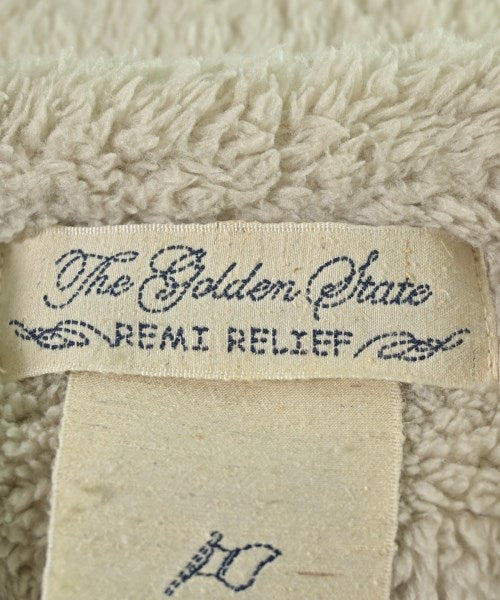 The Golden State
REMI RELIEF